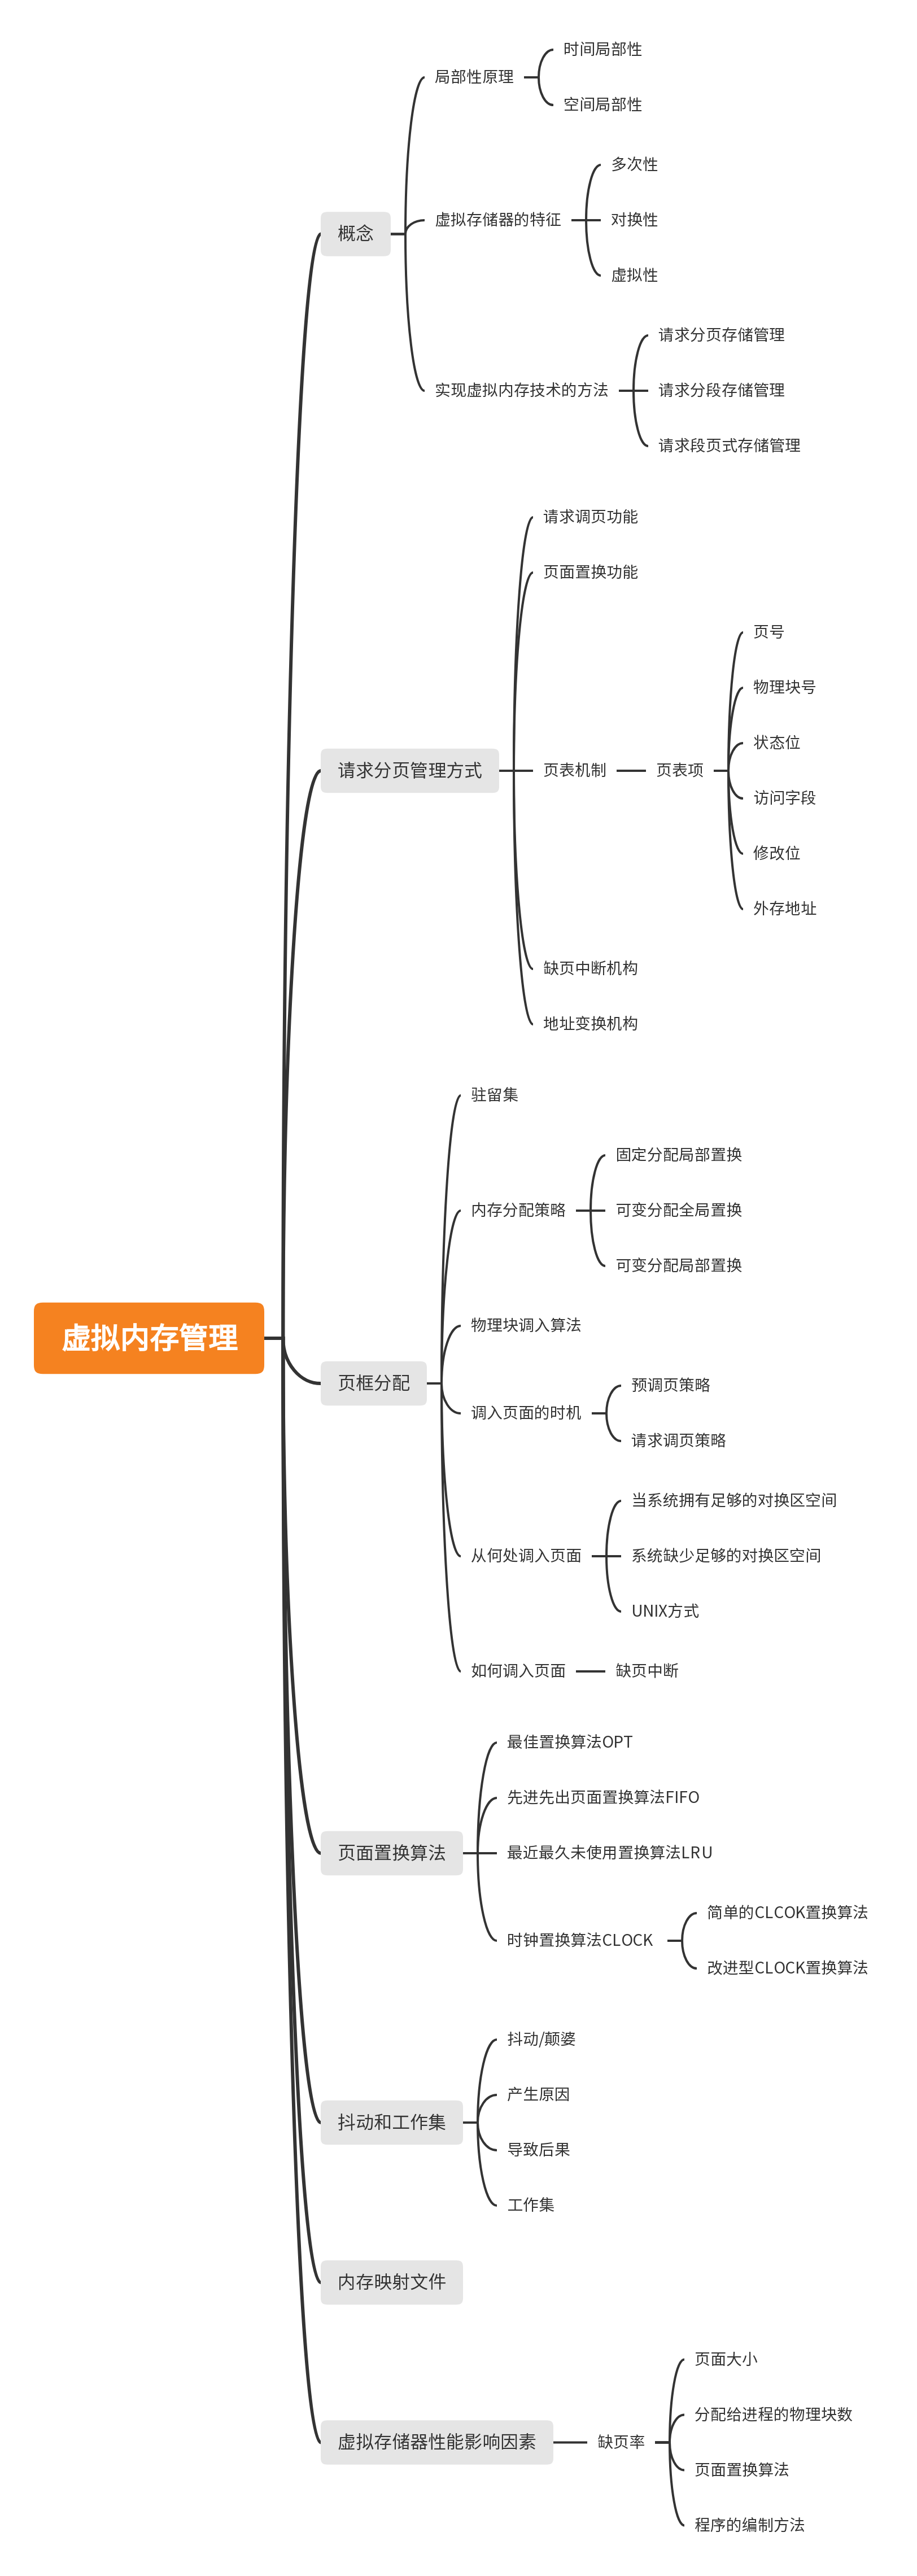 虚拟内存管理
概念
局部性原理
时间局部性
空间局部性
虚拟存储器的特征
多次性
对换性
虚拟性
实现虚拟内存技术的方法
请求分页存储管理
请求分段存储管理
请求段页式存储管理
请求分页管理方式
请求调页功能
页面置换功能
页表机制
页表项
页号
物理块号
状态位
访问字段
修改位
外存地址
缺页中断机构
地址变换机构
页框分配
驻留集
内存分配策略
固定分配局部置换
可变分配全局置换
可变分配局部置换
物理块调入算法
调入页面的时机
预调页策略
请求调页策略
从何处调入页面
当系统拥有足够的对换区空间
系统缺少足够的对换区空间
UNIX方式
如何调入页面
缺页中断
页面置换算法
最佳置换算法OPT
先进先出页面置换算法FIFO
最近最久未使用置换算法LRU
时钟置换算法CLOCK
简单的CLCOK置换算法
改进型CLOCK置换算法
抖动和工作集
抖动/颠婆
产生原因
导致后果
工作集
内存映射文件
虚拟存储器性能影响因素
缺页率
页面大小
分配给进程的物理块数
页面置换算法
程序的编制方法